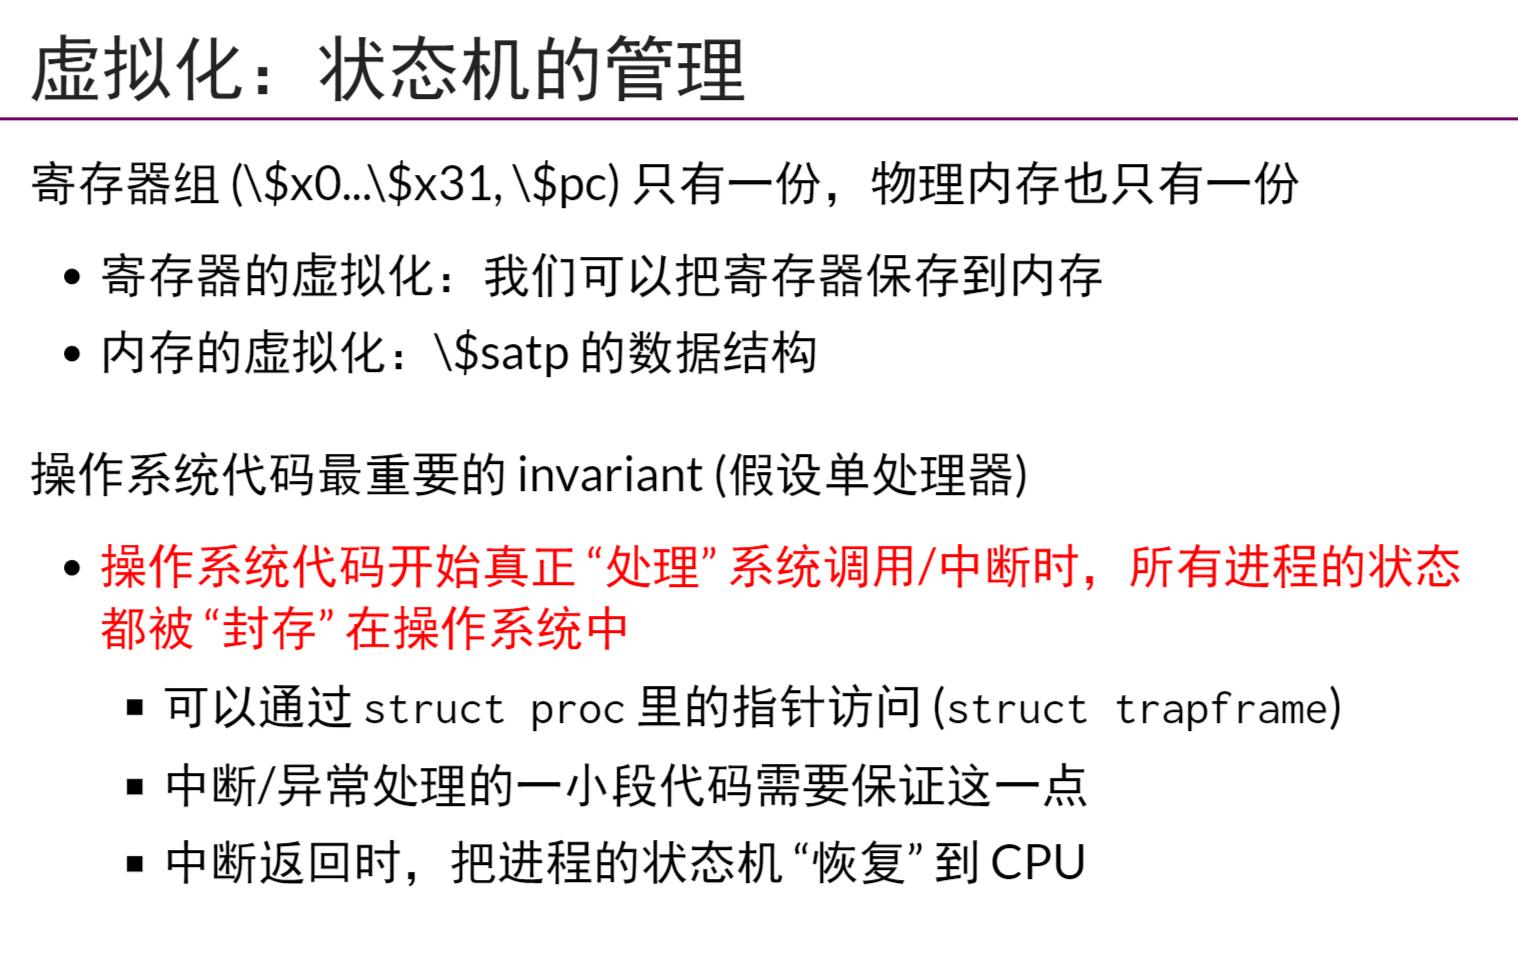 虚拟化：状态机的管理
寄存器组 (\$x0...\$x31, \$pc) 只有一份，物理内存也只有一份
• 寄存器的虚拟化：我们可以把寄存器保存到内存
• 内存的虚拟化：\$satp 的数据结构
操作系统代码最重要的 invariant (假设单处理器)
• 操作系统代码开始真正 “处理” 系统调用/中断时，所有进程的状态
都被 “封存” 在操作系统中
▪ 可以通过 struct proc 里的指针访问 (struct trapframe)
▪ 中断/异常处理的一小段代码需要保证这一点
▪ 中断返回时，把进程的状态机 “恢复” 到 CPU